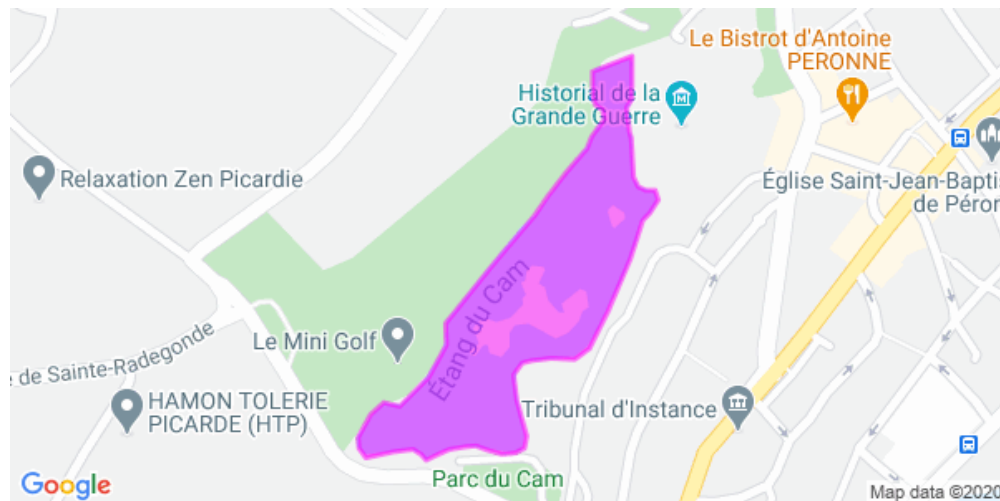 Le Bistrot d'Antoine
PERONNE
Historial de la
Grande Guerre
Relaxation Zen Picardie
Église Saint-Jean-Baptis
de Péron
Étang du Cam
Le Mini Golf
e de Sainte-Radegonde
HAMON TOLERIE
PICARDE (HTP)
Tribunal d'Instance
Parc du Cam
Google
Map data ©2020